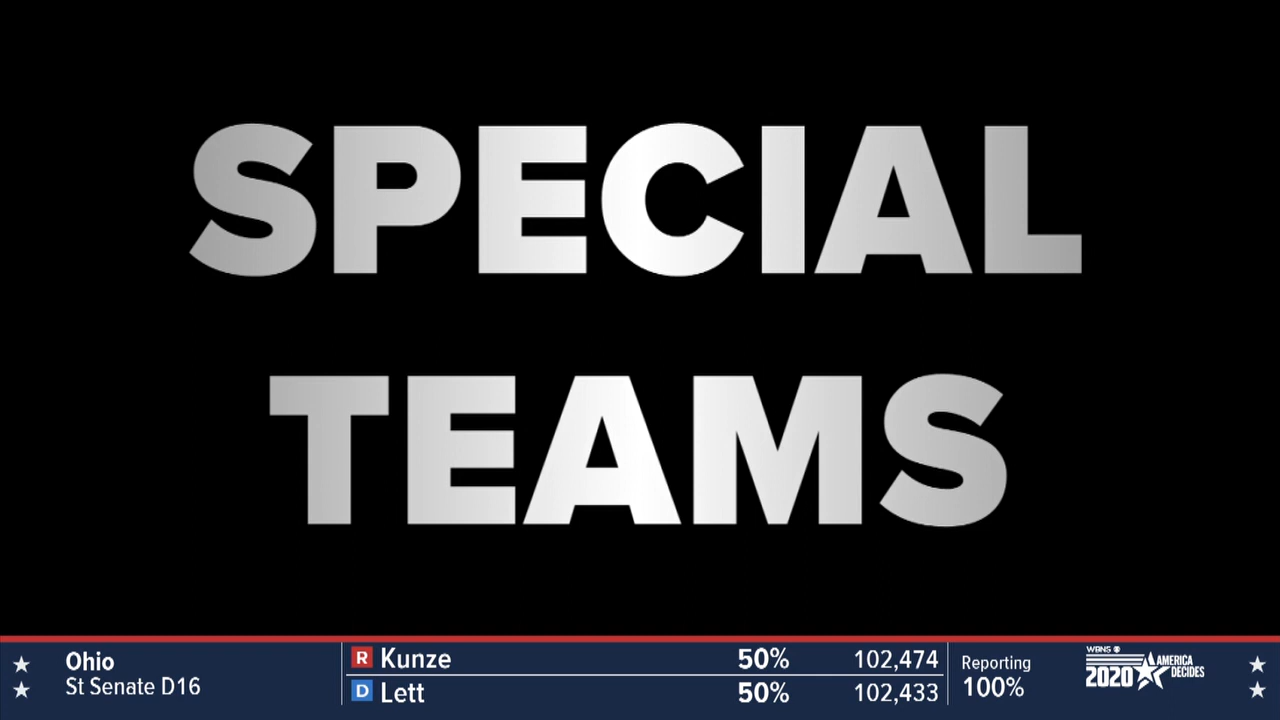 SPECIAL
TEAMS
Ohio
St Senate D16
R Kunze 50% 102,474
D Lett 50% 102,433
Reporting
100%
WBNS
2020 AMERICA
DECIDES